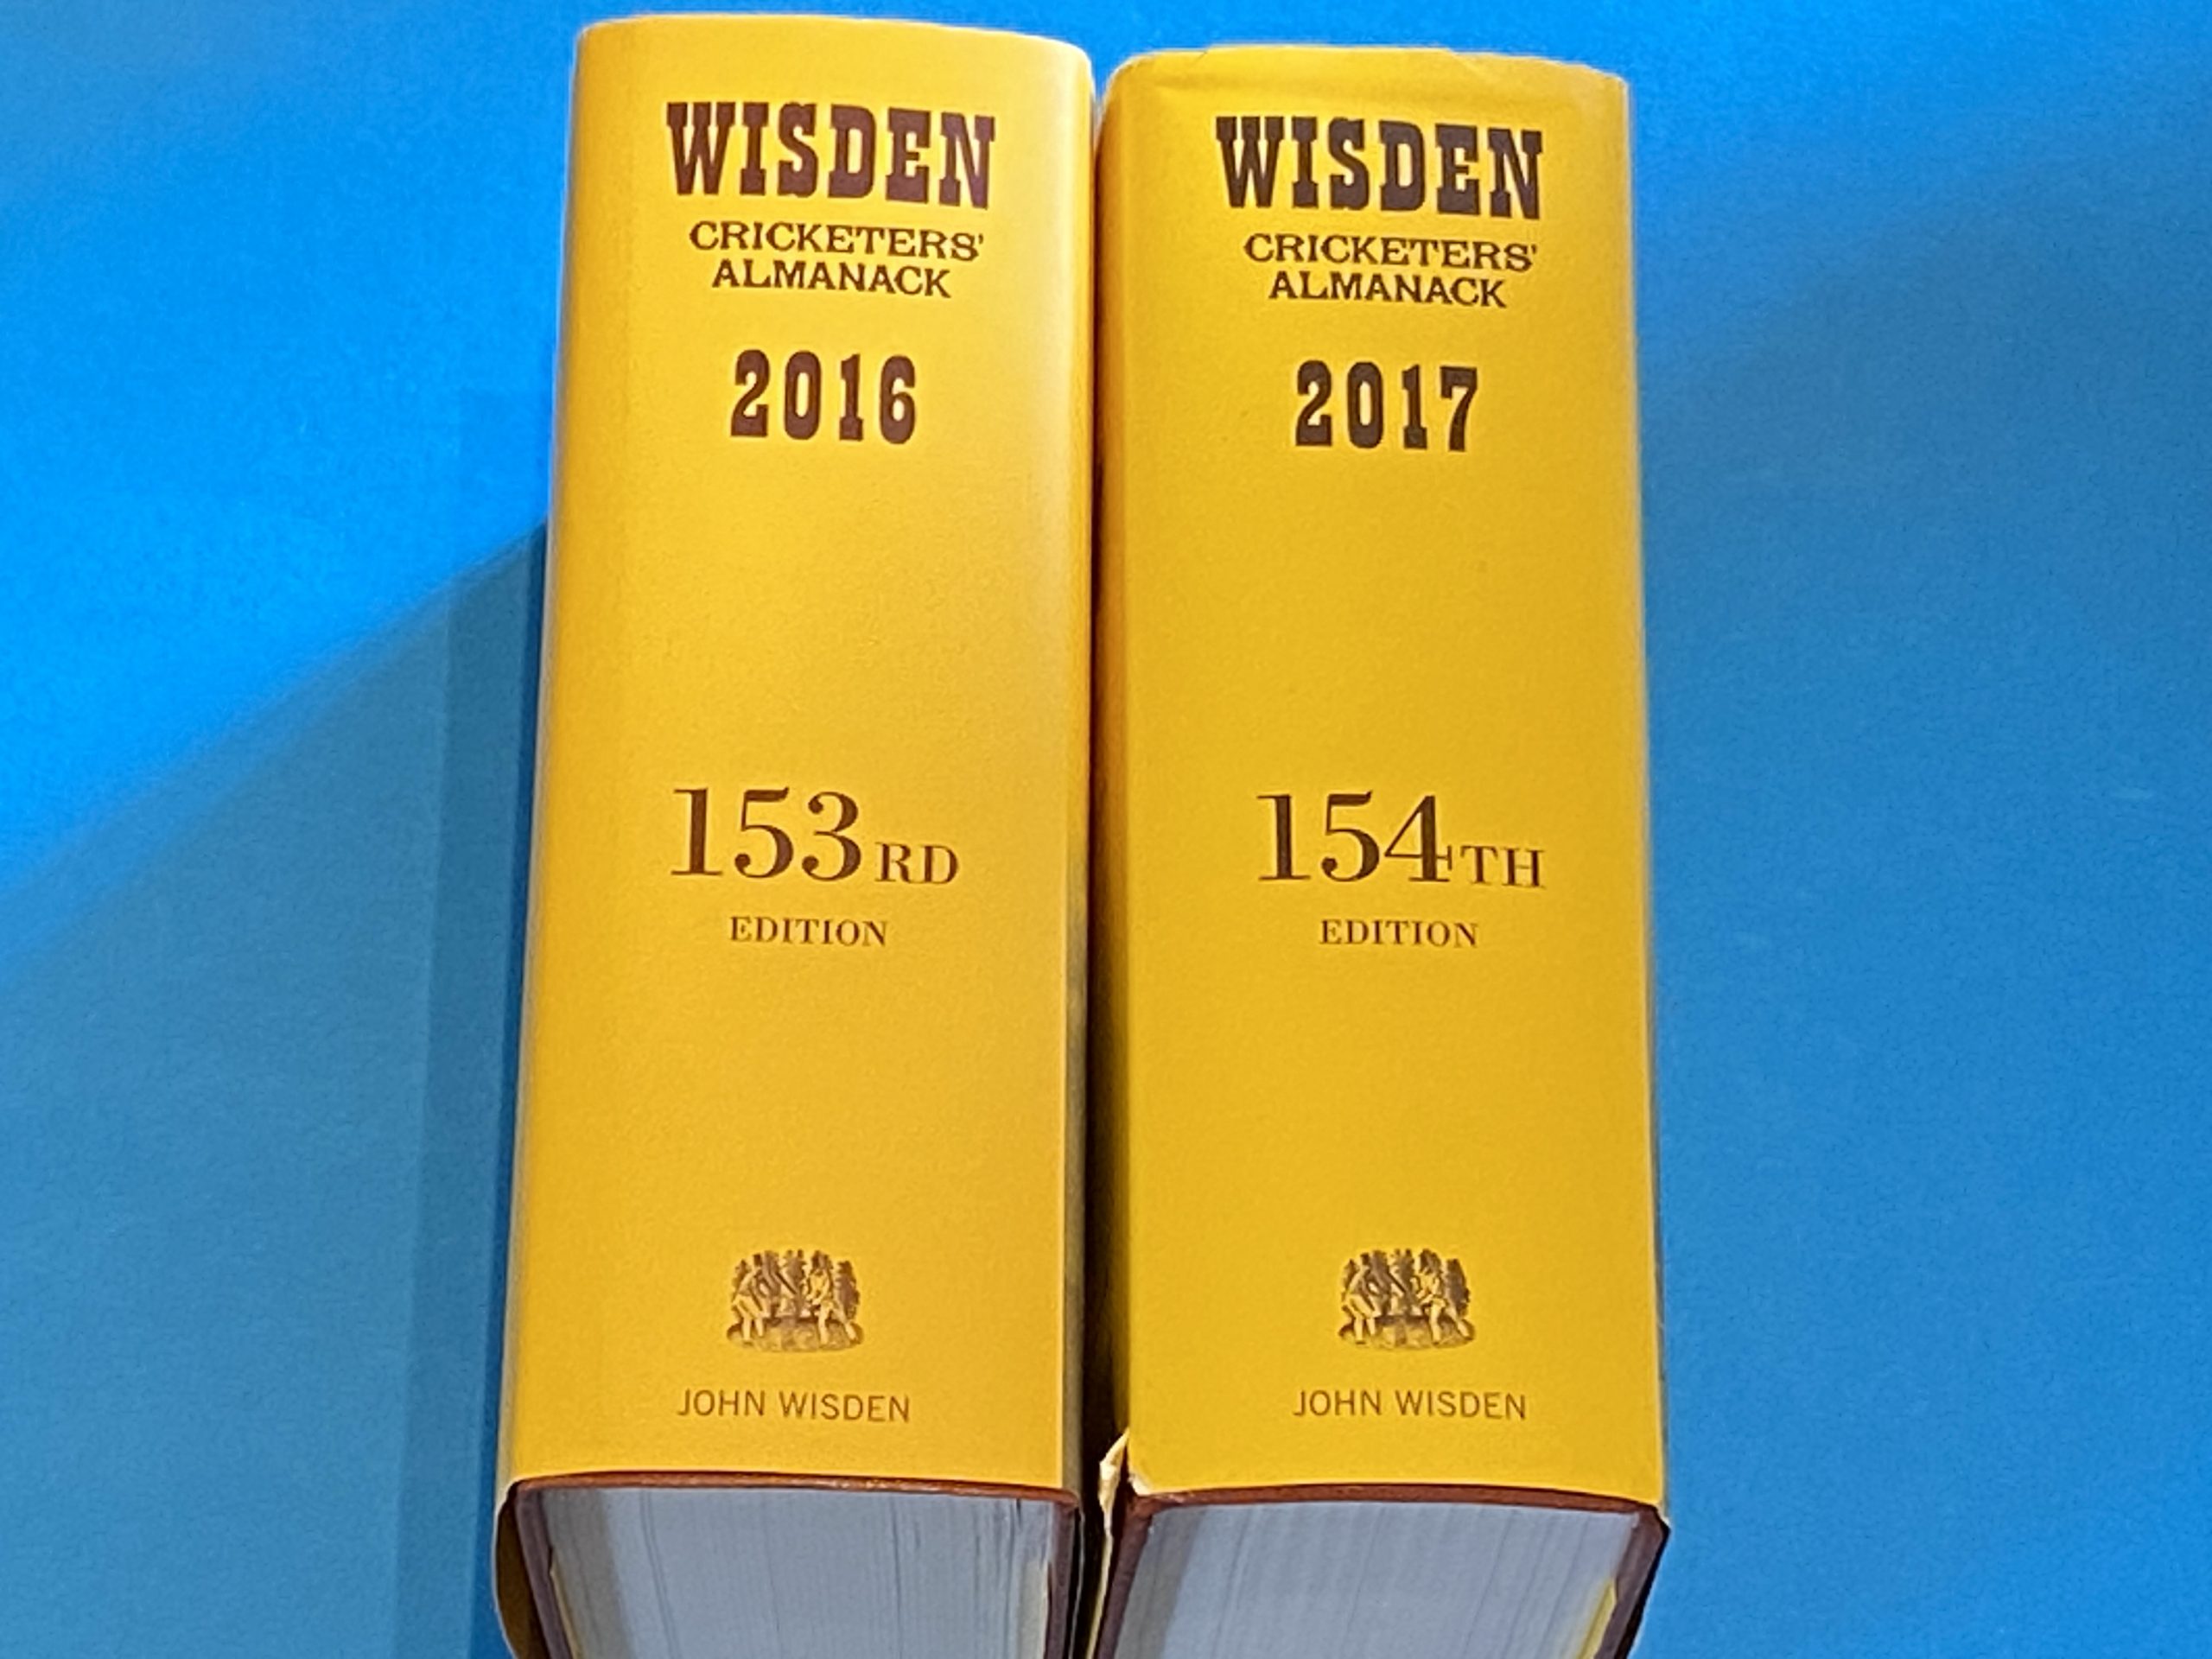 WISDEN
CRICKETERS'
ALMANACK
2016
153RD
EDITION
JOHN WISDEN
WISDEN
CRICKETERS'
ALMANACK
2017
154TH
EDITION
JOHN WISDEN